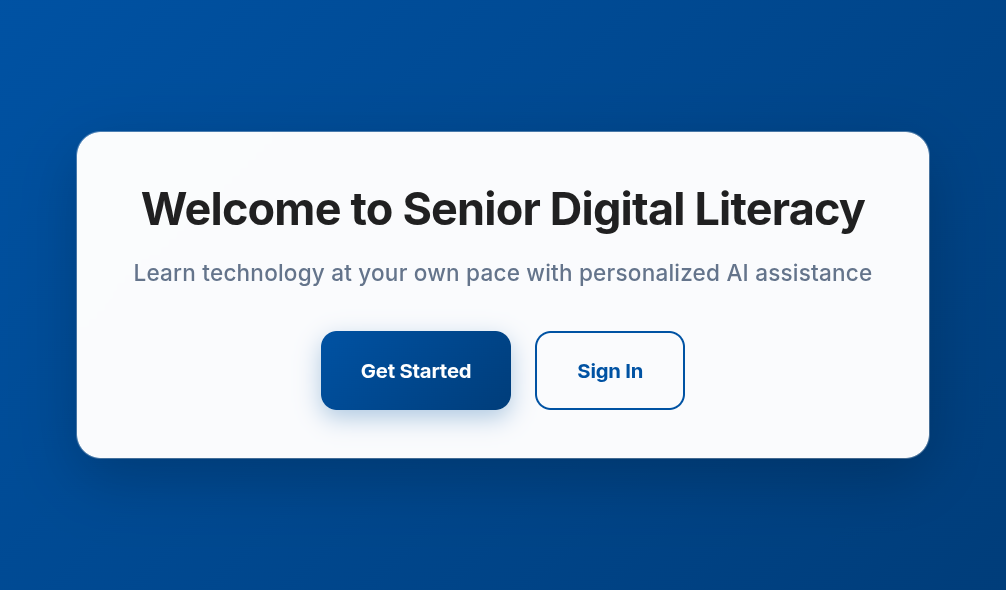 Welcome to Senior Digital Literacy
Learn technology at your own pace with personalized AI assistance
Get Started
Sign In